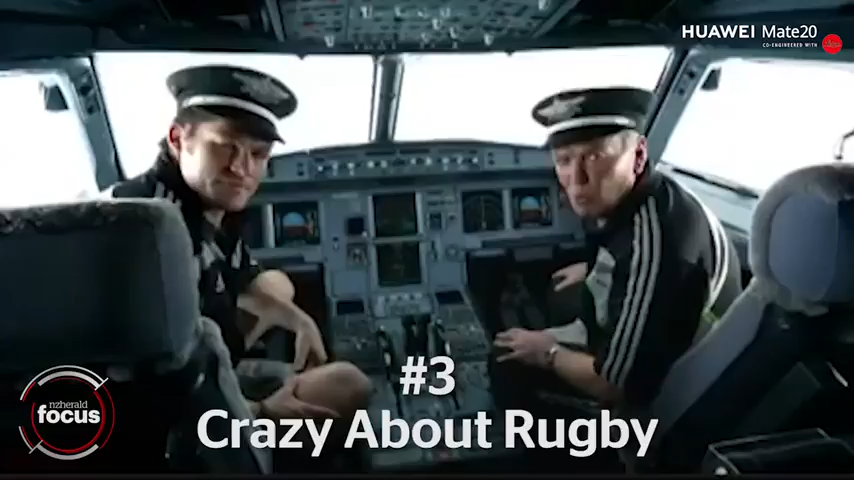 HUAWEI Mate20
CO-ENGINEERED WITH
#3
Crazy About Rugby
nzherald
focus